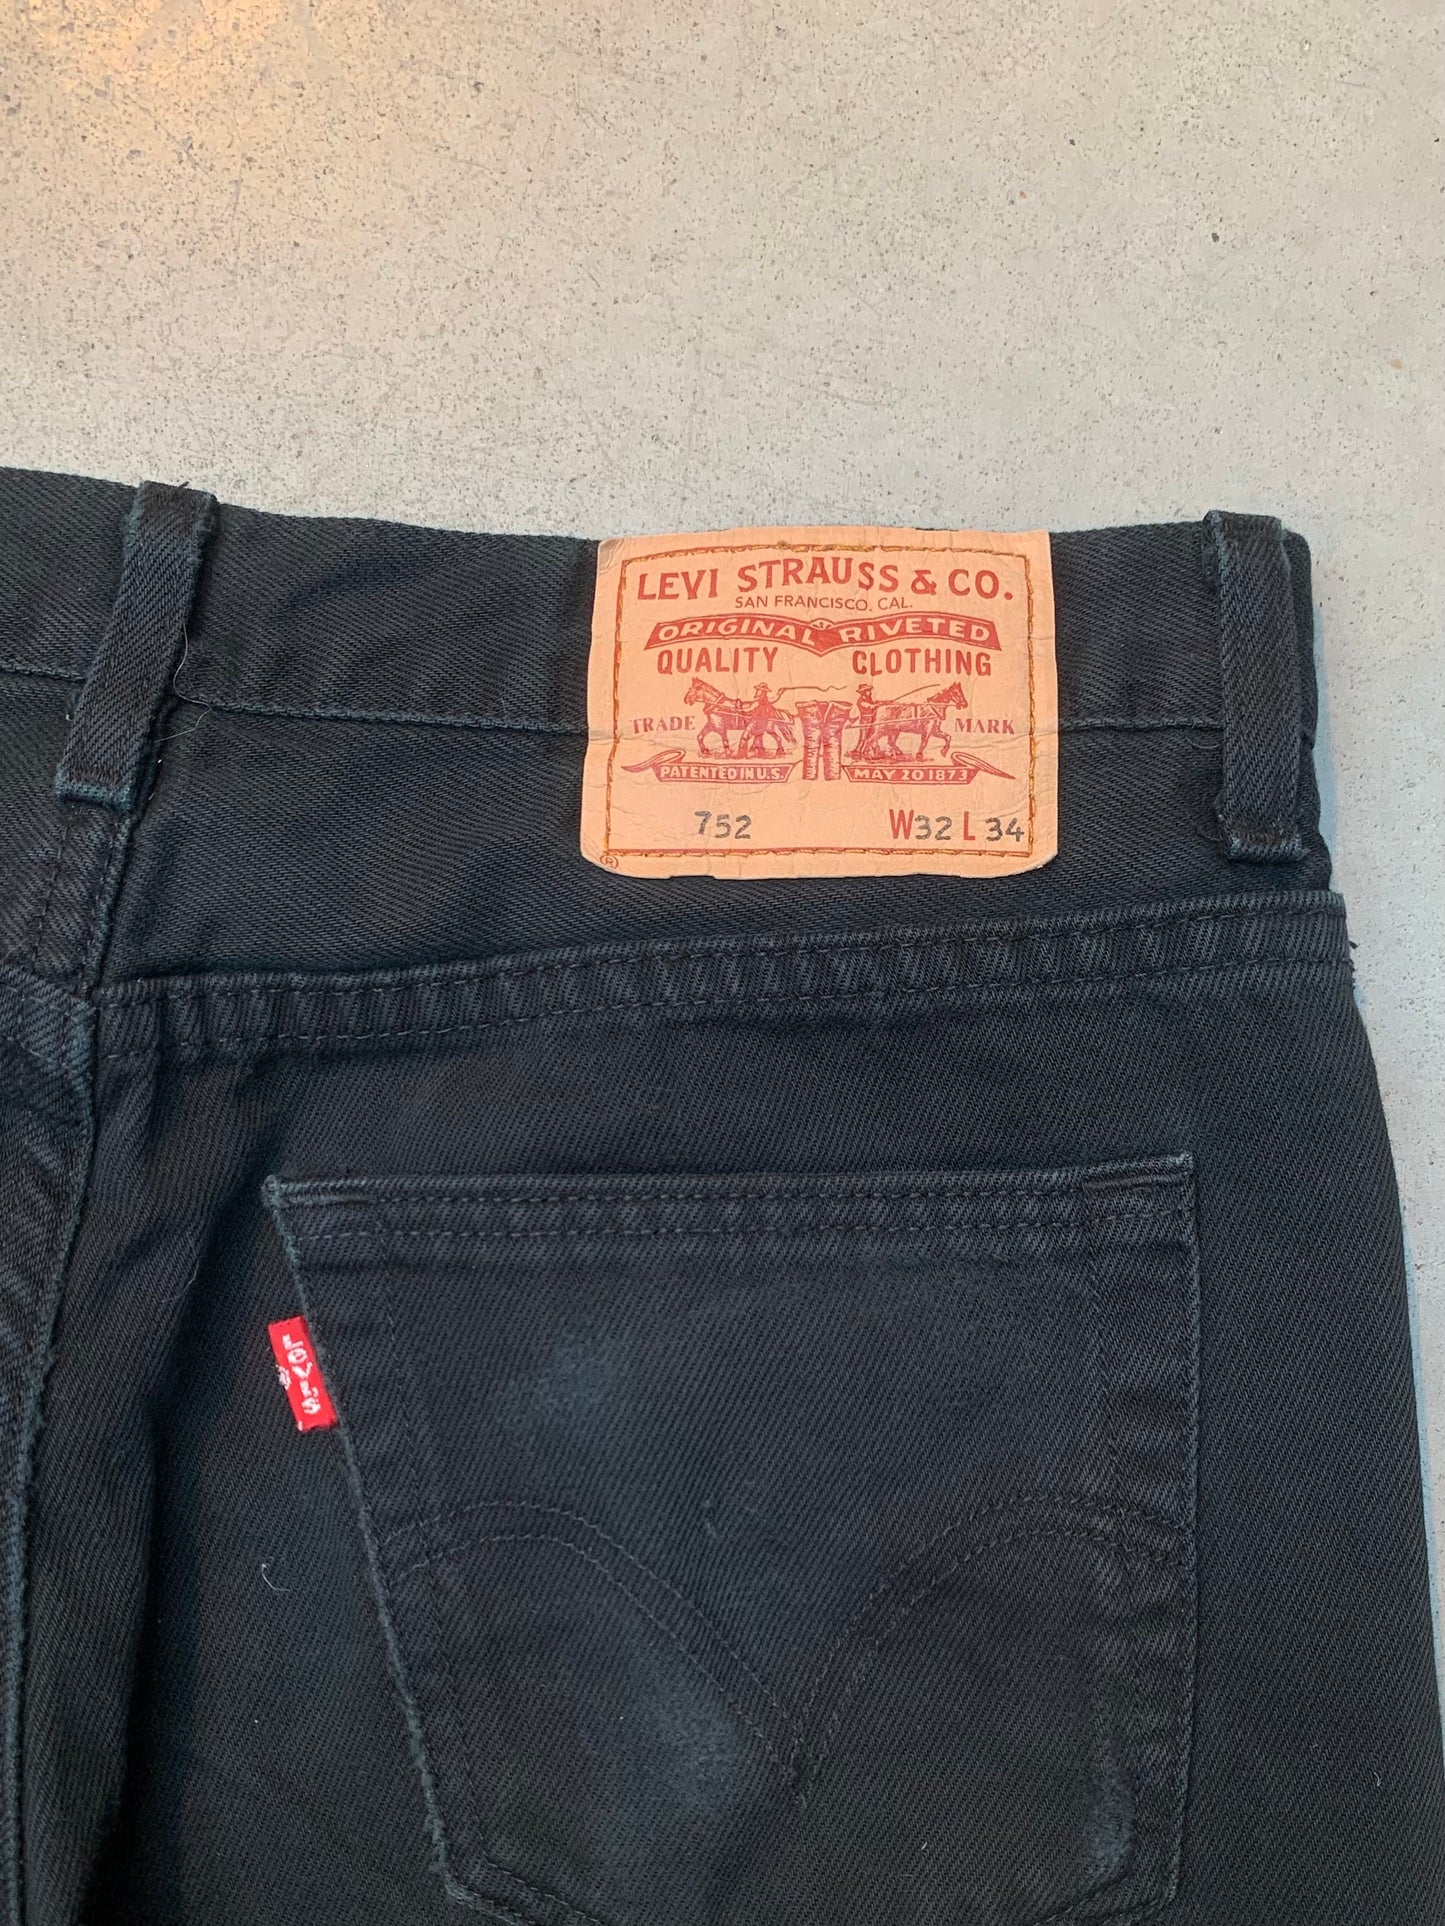 LEVI STRAUSS & CO.
SAN FRANCISCO, CAL.
ORIGINAL RIVETED
QUALITY CLOTHING
TRADE MARK
PATENTED IN U.S. MAY 20 1873
752 W32 L 34
®
LEVI'S
®